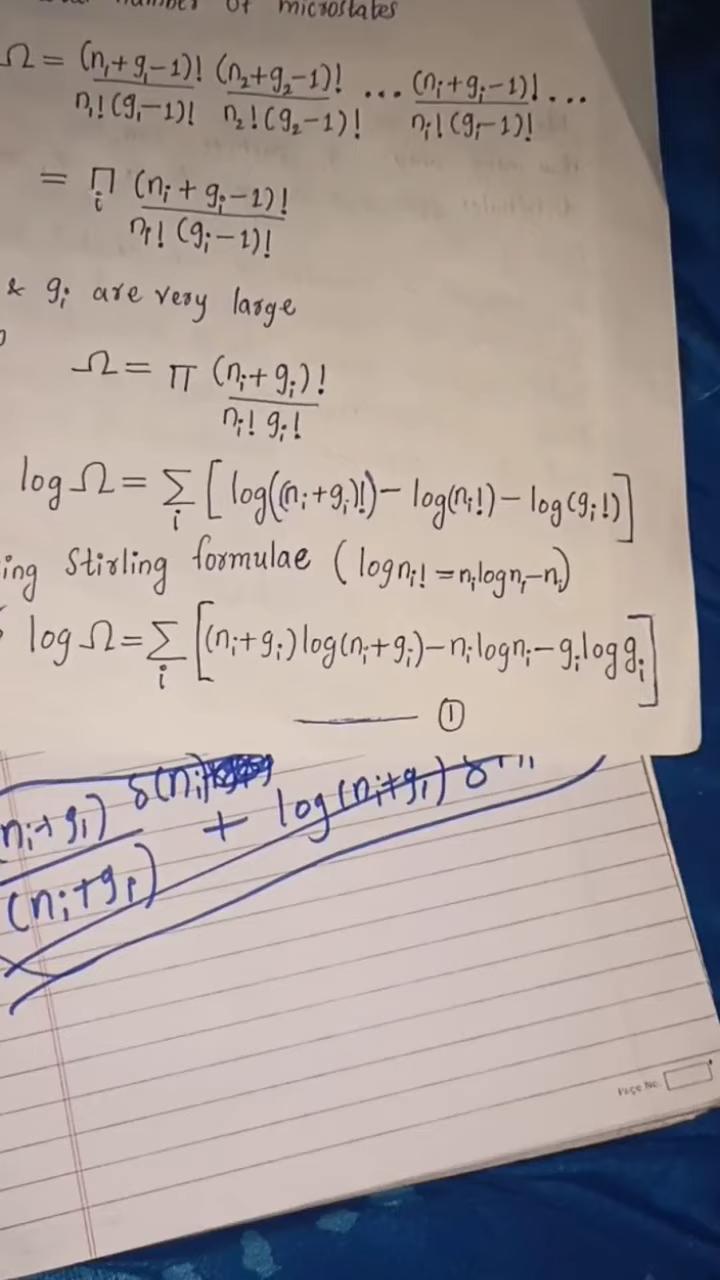 number of microstates
Ω = (n₁+g₁-1)! (n₂+g₂-1)! ... (nᵢ+gᵢ-1)! ...
n₁! (g₁-1)! n₂! (g₂-1)! nᵢ! (gᵢ-1)!
= Π (nᵢ + gᵢ-1)!
i nᵢ! (gᵢ-1)!
& gᵢ are very large
Ω = Π (nᵢ+ gᵢ)!
nᵢ! gᵢ!
log Ω = Σ [ log((nᵢ+gᵢ)!) - log(nᵢ!) - log(gᵢ!) ]
i
ing Stirling formulae ( log nᵢ! = nᵢ log nᵢ - nᵢ )
log Ω = Σ [ (nᵢ+gᵢ) log(nᵢ+gᵢ) - nᵢ log nᵢ - gᵢ log gᵢ ]
i
①
nᵢ+gᵢ) δ(nᵢ) + log(nᵢ+gᵢ) δ
(nᵢ+gᵢ)
Page No.